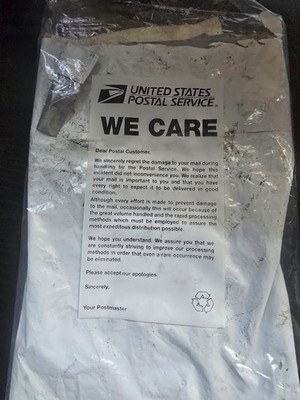 UNITED STATES
POSTAL SERVICE®
WE CARE
Dear Postal Customer:
We sincerely regret the damage to your mail during
handling by the Postal Service. We hope this
incident did not inconvenience you. We realize that
your mail is important to you and that you have
every right to expect it to be delivered in good
condition.
Although every effort is made to prevent damage
to the mail, occasionally this will occur because of
the great volume handled and the rapid processing
methods which must be employed to assure the
most expeditious distribution possible.
We hope you understand. We assure you that we
are constantly striving to improve our processing
methods in order that even a rare occurrence may
be eliminated.
Please accept our apologies.
Sincerely,
Your Postmaster